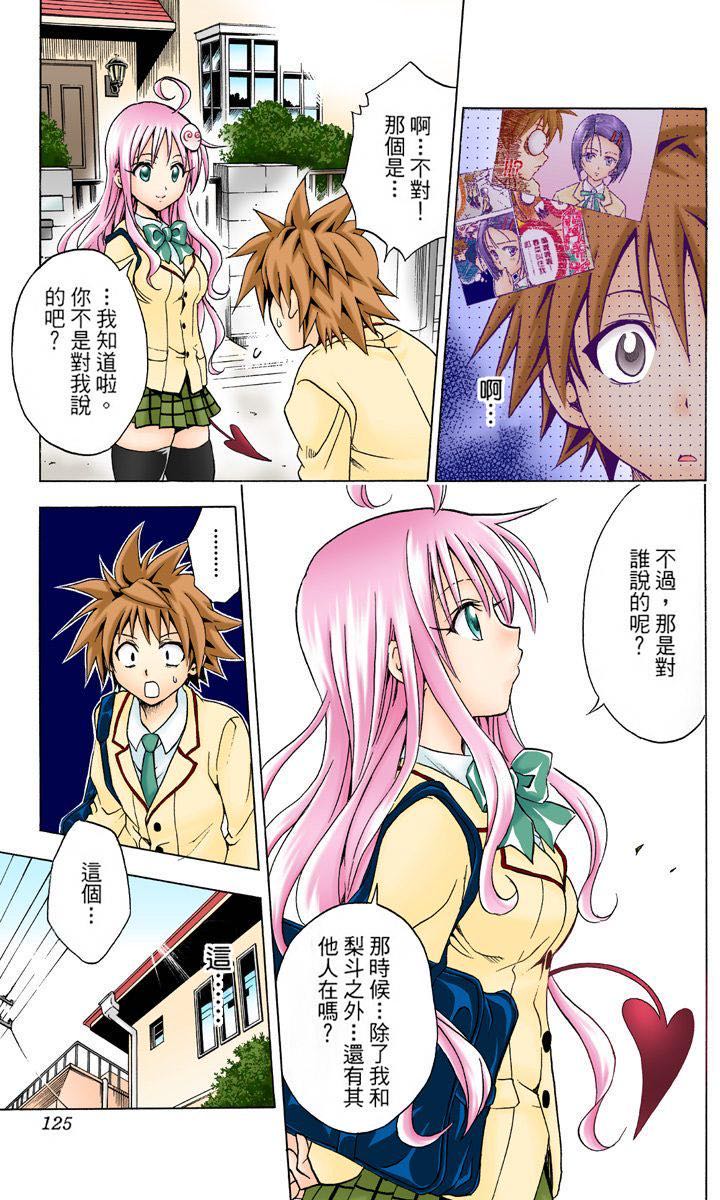 啊…
啊…不對！
那個是…
…我知道啦。
你不是對我說
的吧？
不過，那是對
誰說的呢？
那時候…除了我和
梨斗之外…還有其
他人在嗎？
………
這個…
這……
125